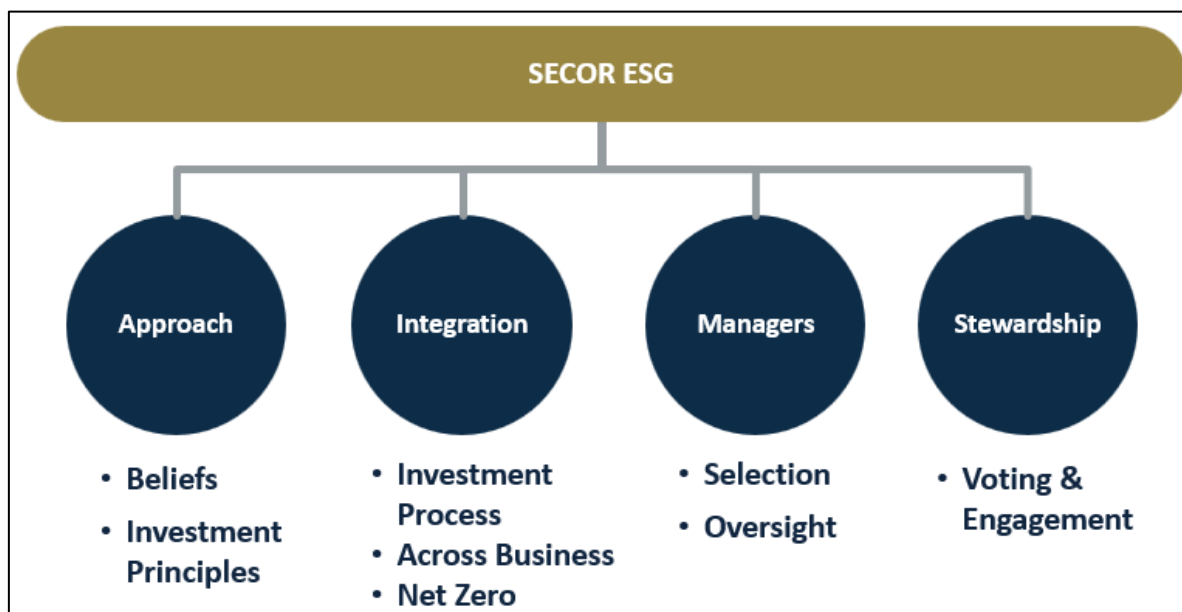 SECOR ESG
Approach
Integration
Managers
Stewardship
• Beliefs
• Investment
Principles
• Investment
Process
• Across Business
• Net Zero
• Selection
• Oversight
• Voting &
Engagement